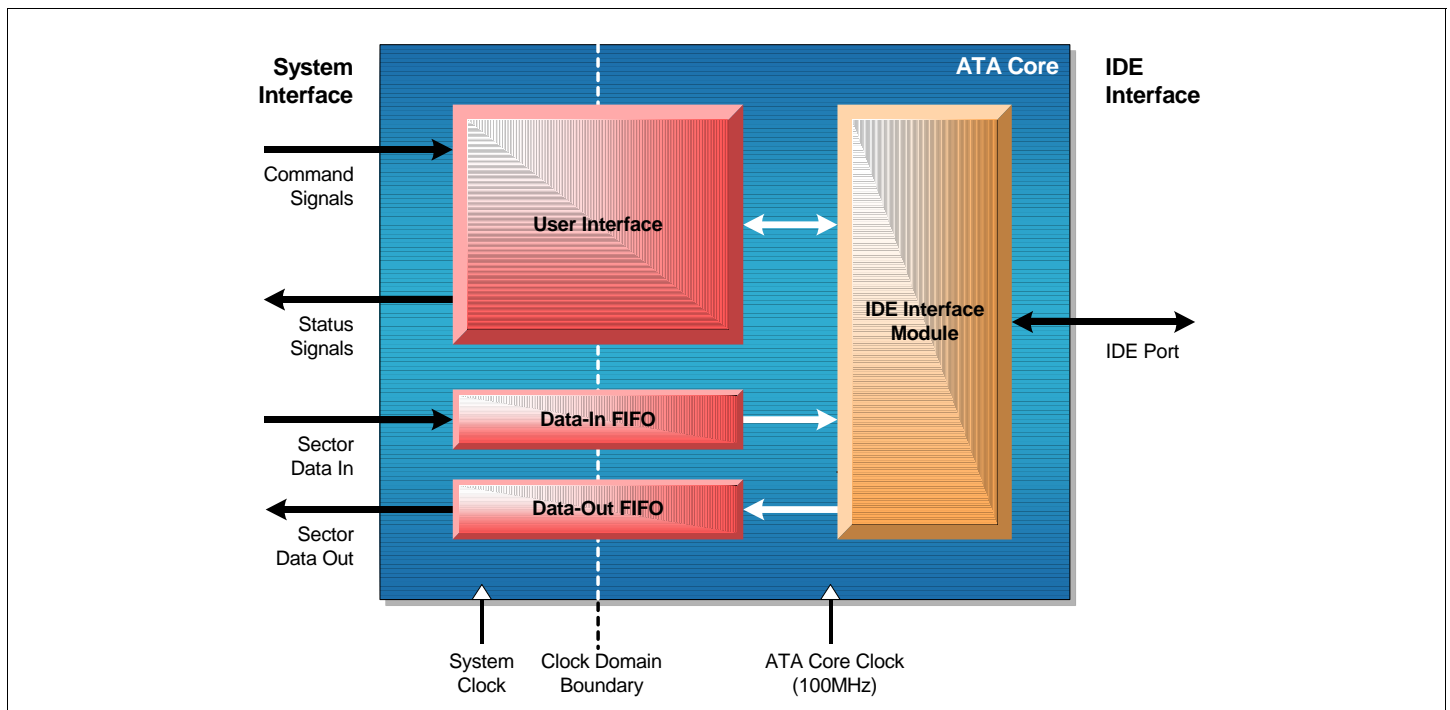 System
Interface
ATA Core
IDE
Interface
Command
Signals
User Interface
Status
Signals
IDE Interface
Module
IDE Port
Data-In FIFO
Sector
Data In
Data-Out FIFO
Sector
Data Out
System
Clock
Clock Domain
Boundary
ATA Core Clock
(100MHz)